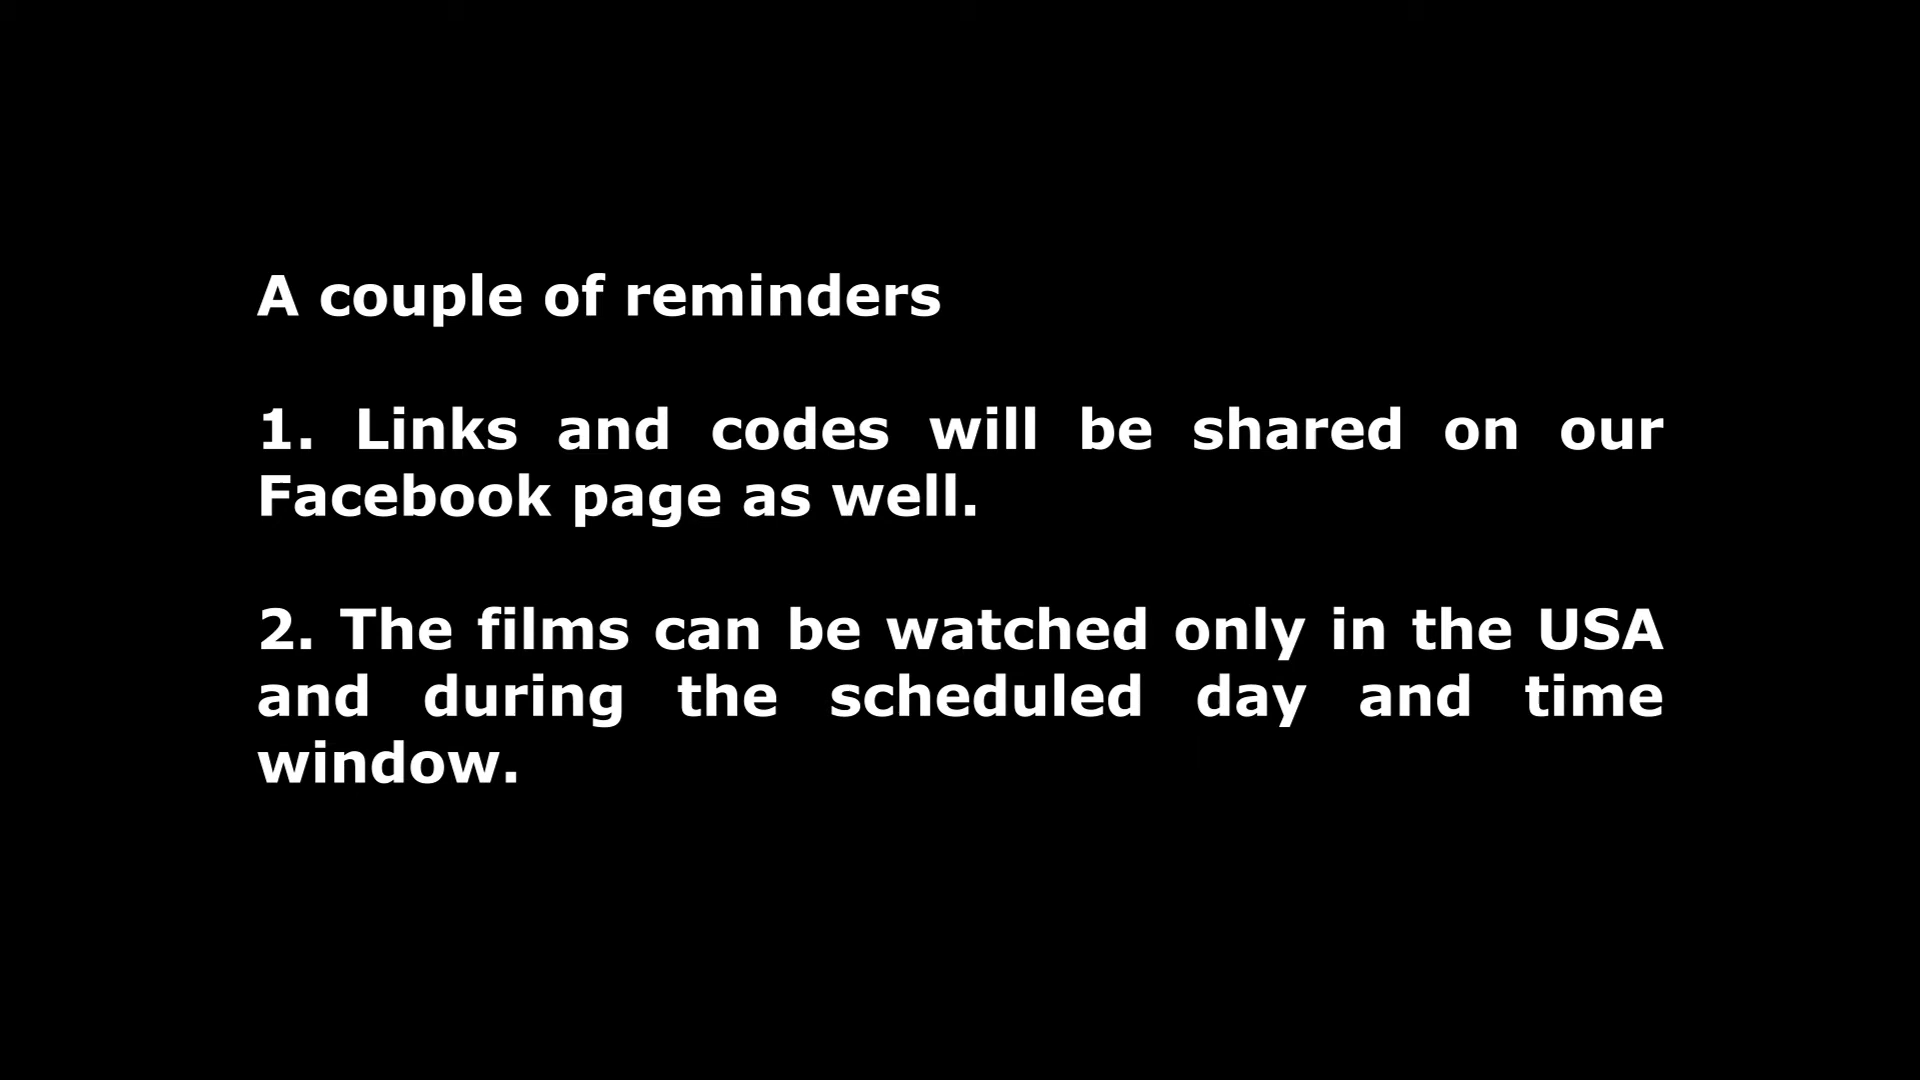 A couple of reminders
1. Links and codes will be shared on our
Facebook page as well.
2. The films can be watched only in the USA
and during the scheduled day and time
window.